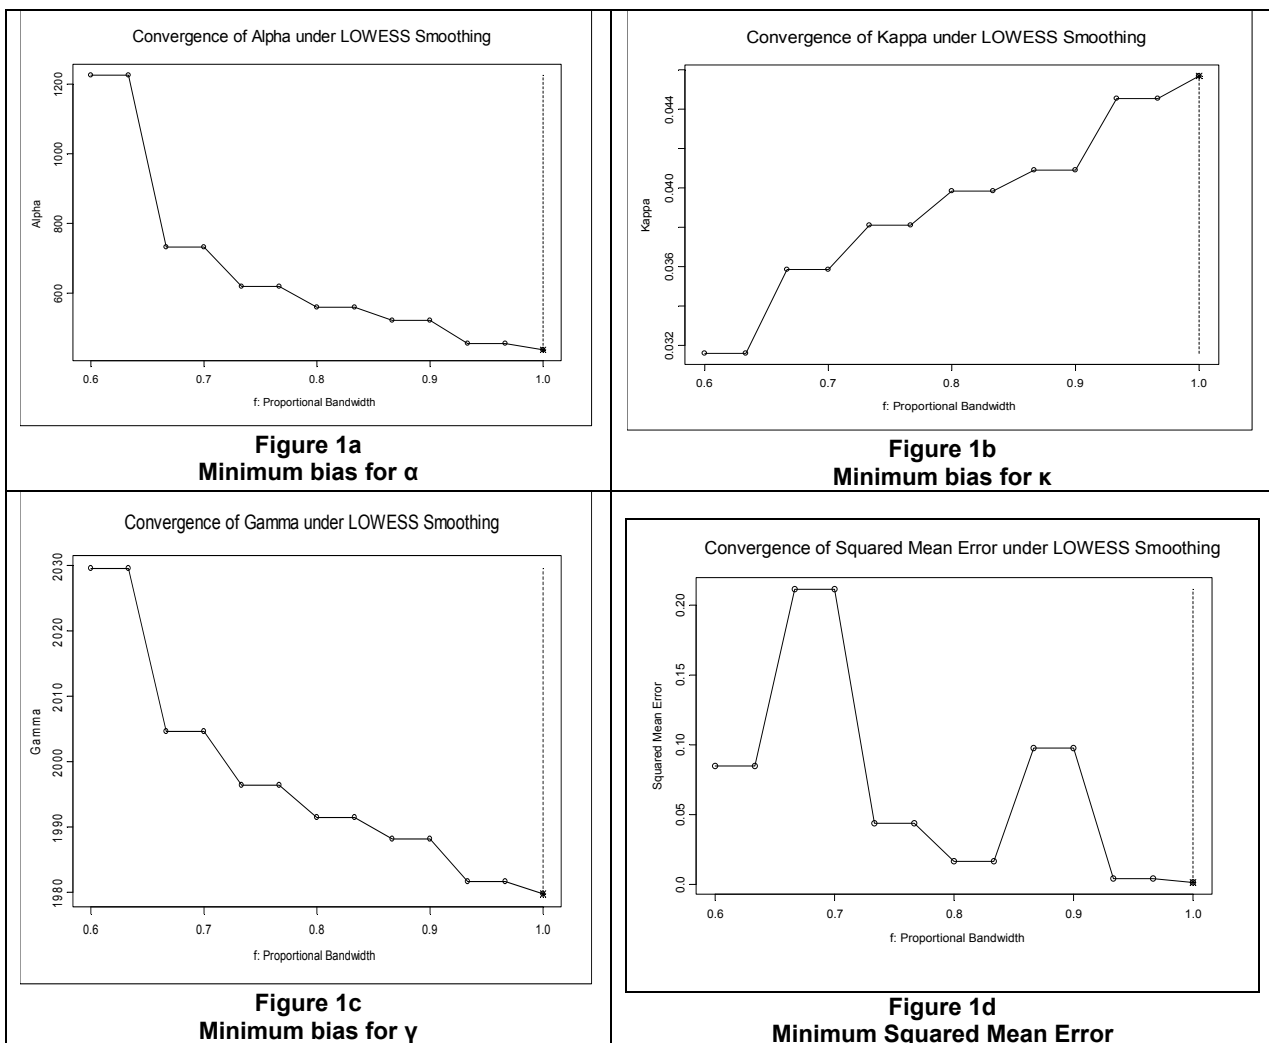 Convergence of Alpha under LOWESS Smoothing
Alpha
1200
1000
800
600
0.6 0.7 0.8 0.9 1.0
f: Proportional Bandwidth
Figure 1a
Minimum bias for α
Convergence of Kappa under LOWESS Smoothing
Kappa
0.044
0.040
0.036
0.032
0.6 0.7 0.8 0.9 1.0
f: Proportional Bandwidth
Figure 1b
Minimum bias for κ
Convergence of Gamma under LOWESS Smoothing
Gamma
2030
2020
2010
2000
1990
1980
0.6 0.7 0.8 0.9 1.0
f: Proportional Bandwidth
Figure 1c
Minimum bias for γ
Convergence of Squared Mean Error under LOWESS Smoothing
Squared Mean Error
0.20
0.15
0.10
0.05
0.0
0.6 0.7 0.8 0.9 1.0
f: Proportional Bandwidth
Figure 1d
Minimum Squared Mean Error